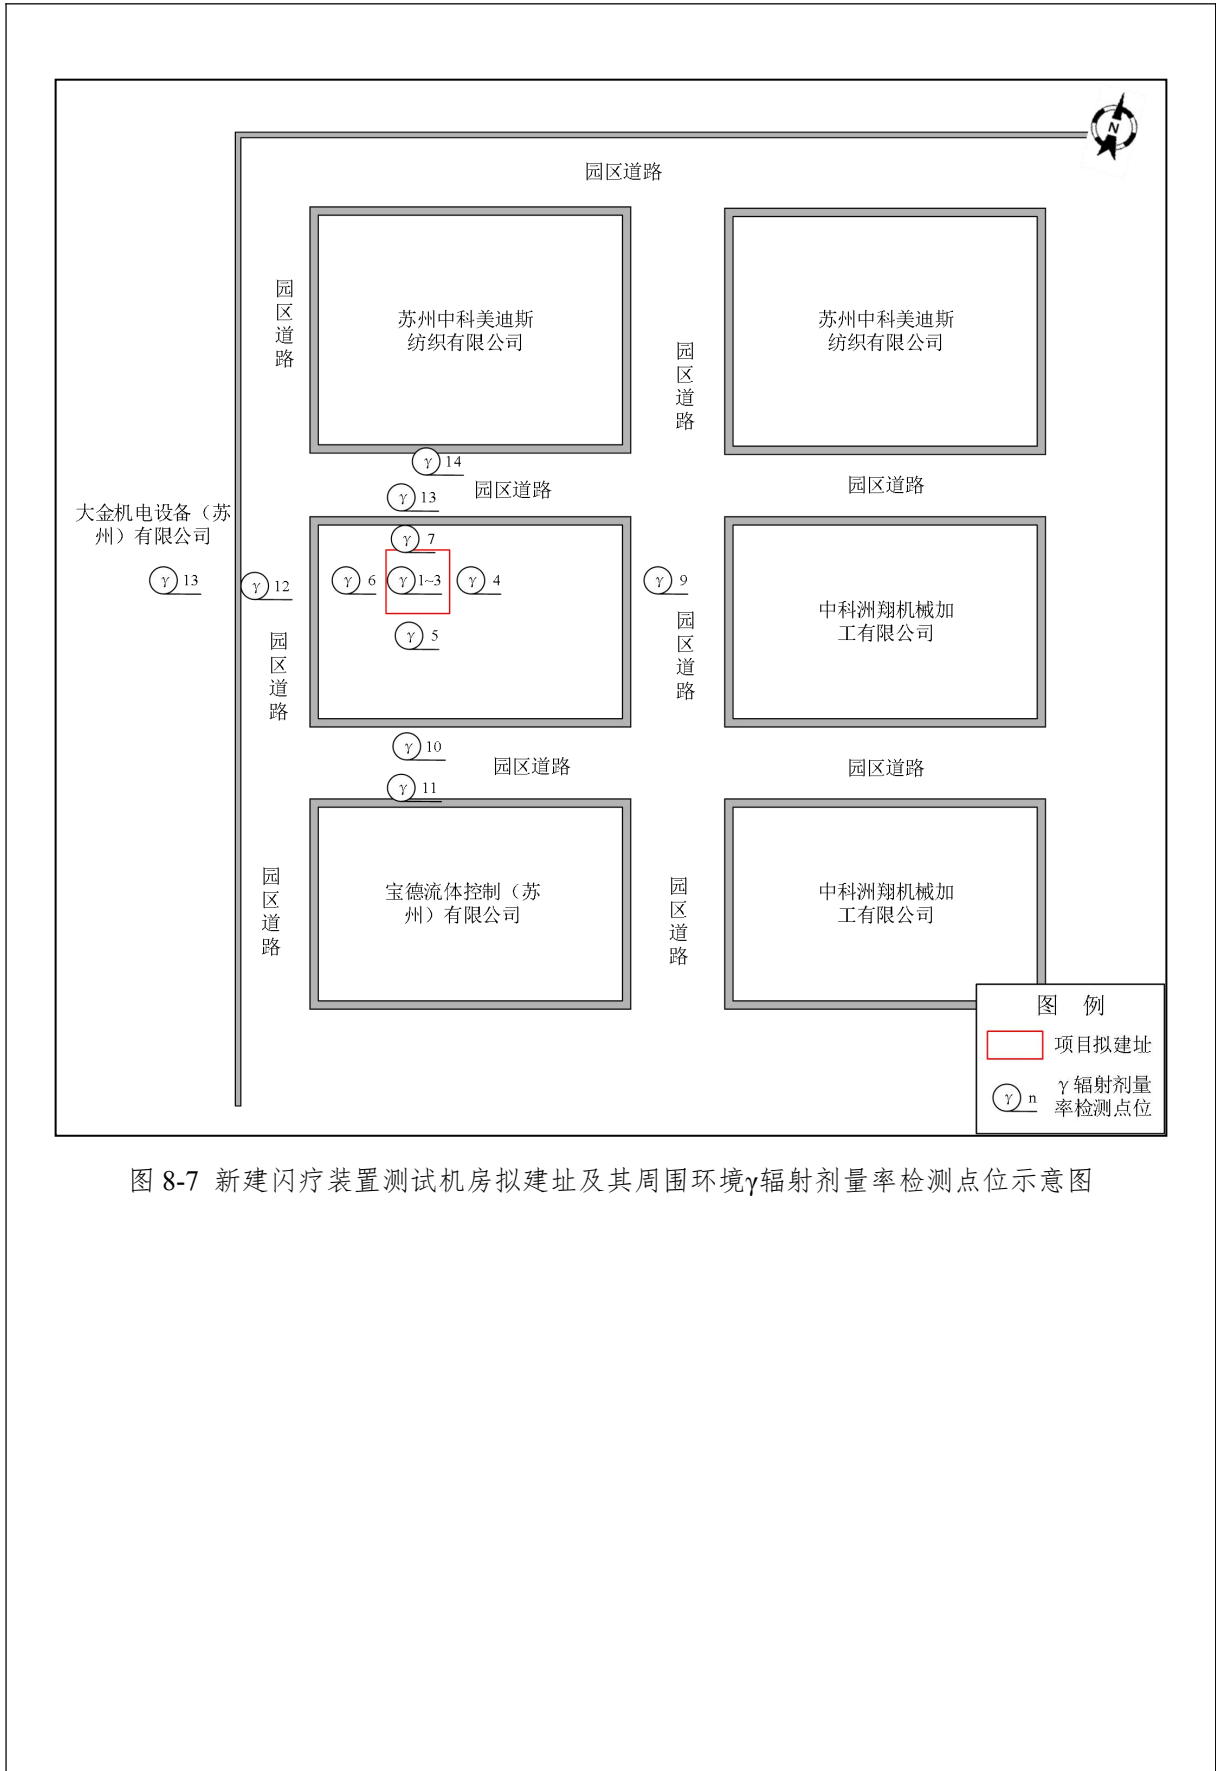 N
园区道路
园区道路
苏州中科美迪斯
纺织有限公司
园区道路
苏州中科美迪斯
纺织有限公司
γ 14
γ 13
园区道路
园区道路
大金机电设备（苏
州）有限公司
γ 7
γ 13
γ 12
γ 6
γ 1~3
γ 4
γ 9
γ 5
园区道路
园区道路
中科洲翔机械加
工有限公司
γ 10
园区道路
园区道路
γ 11
园区道路
宝德流体控制（苏
州）有限公司
园区道路
中科洲翔机械加
工有限公司
图 例
项目拟建址
γ n
γ 辐射剂量
率检测点位
图 8-7 新建闪疗装置测试机房拟建址及其周围环境γ辐射剂量率检测点位示意图